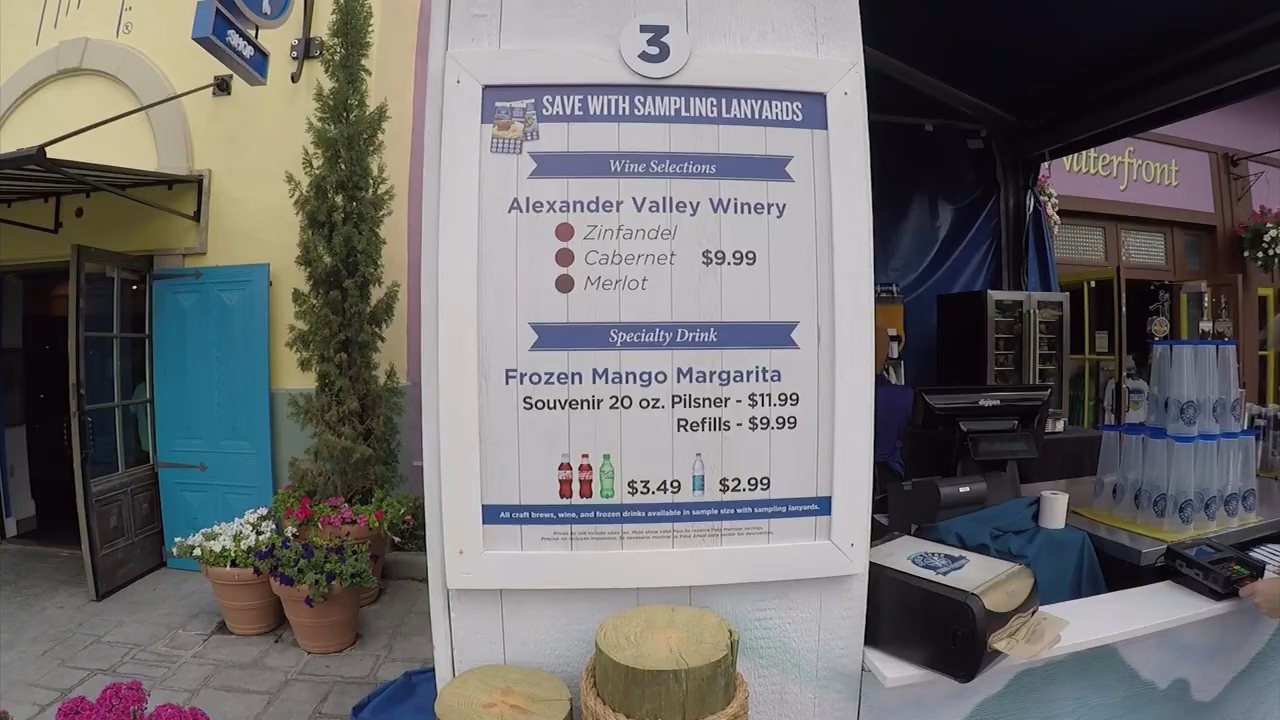 SHOP
3
SAVE WITH SAMPLING LANYARDS
Wine Selections
Alexander Valley Winery
Zinfandel
Cabernet $9.99
Merlot
Specialty Drink
Frozen Mango Margarita
Souvenir 20 oz. Pilsner - $11.99
Refills - $9.99
$3.49 $2.99
All craft brews, wine, and frozen drinks available in sample size with sampling lanyards.
Waterfront
digipos